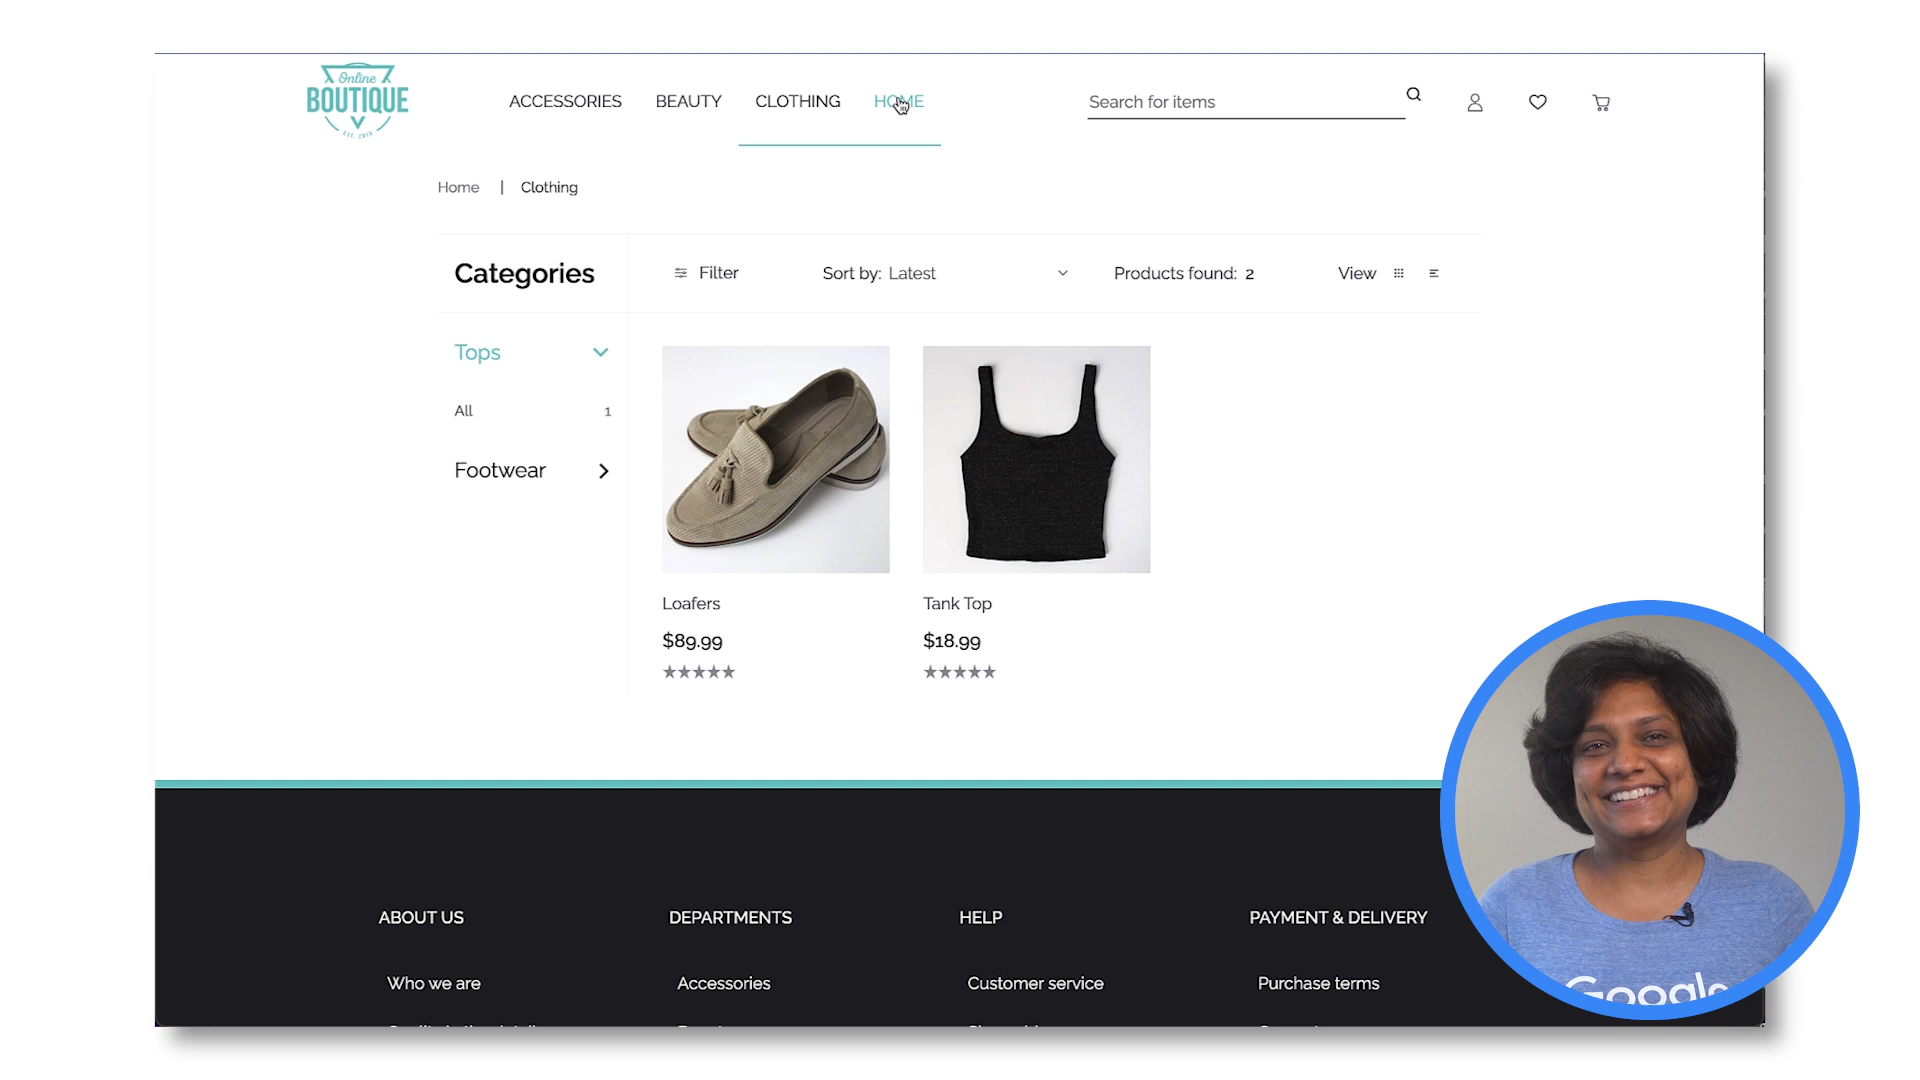 Online
BOUTIQUE
EST. 2019
ACCESSORIES
BEAUTY
CLOTHING
HOME
Search for items
Home | Clothing
Categories
Filter
Sort by: Latest
Products found: 2
View
Tops
All 1
Footwear
Loafers
$89.99
Tank Top
$18.99
ABOUT US
DEPARTMENTS
HELP
PAYMENT & DELIVERY
Who we are
Accessories
Customer service
Purchase terms
Google